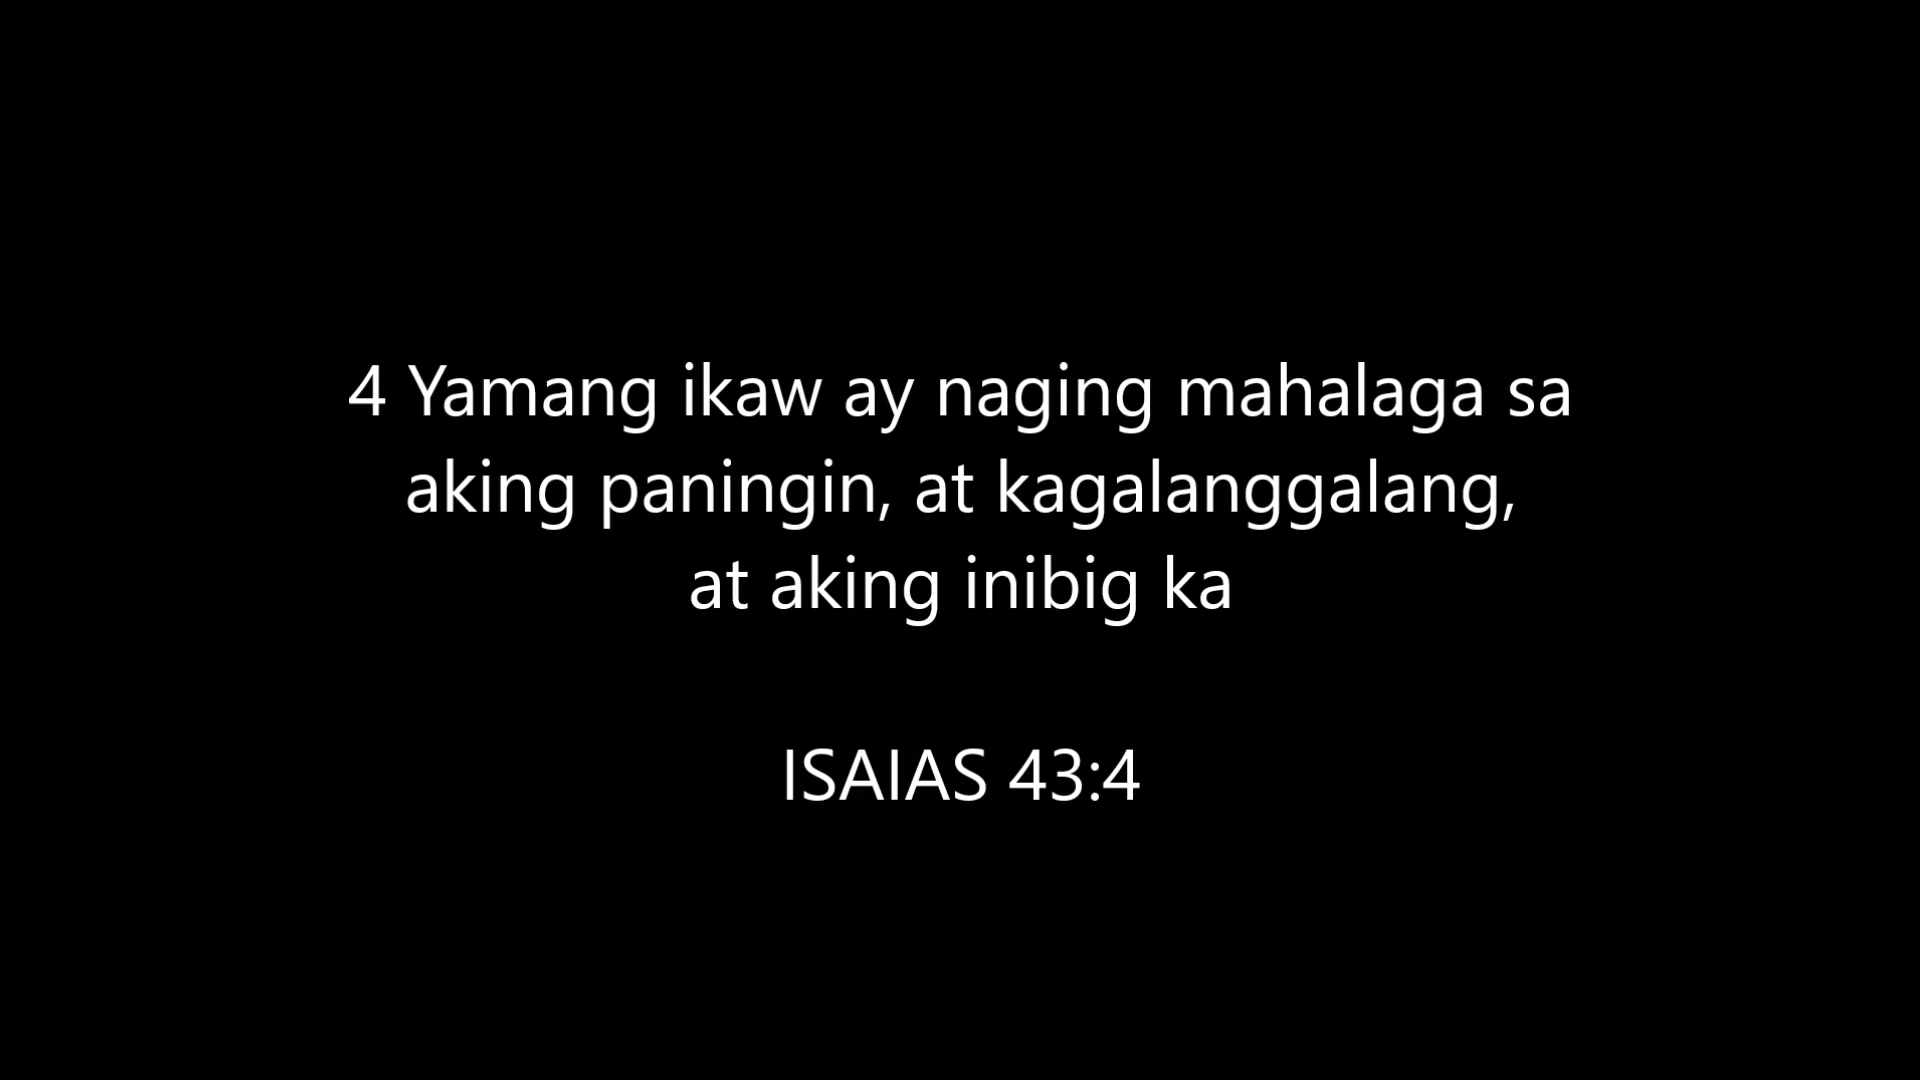 4 Yamang ikaw ay naging mahalaga sa
aking paningin, at kagalanggalang,
at aking inibig ka
ISAIAS 43:4